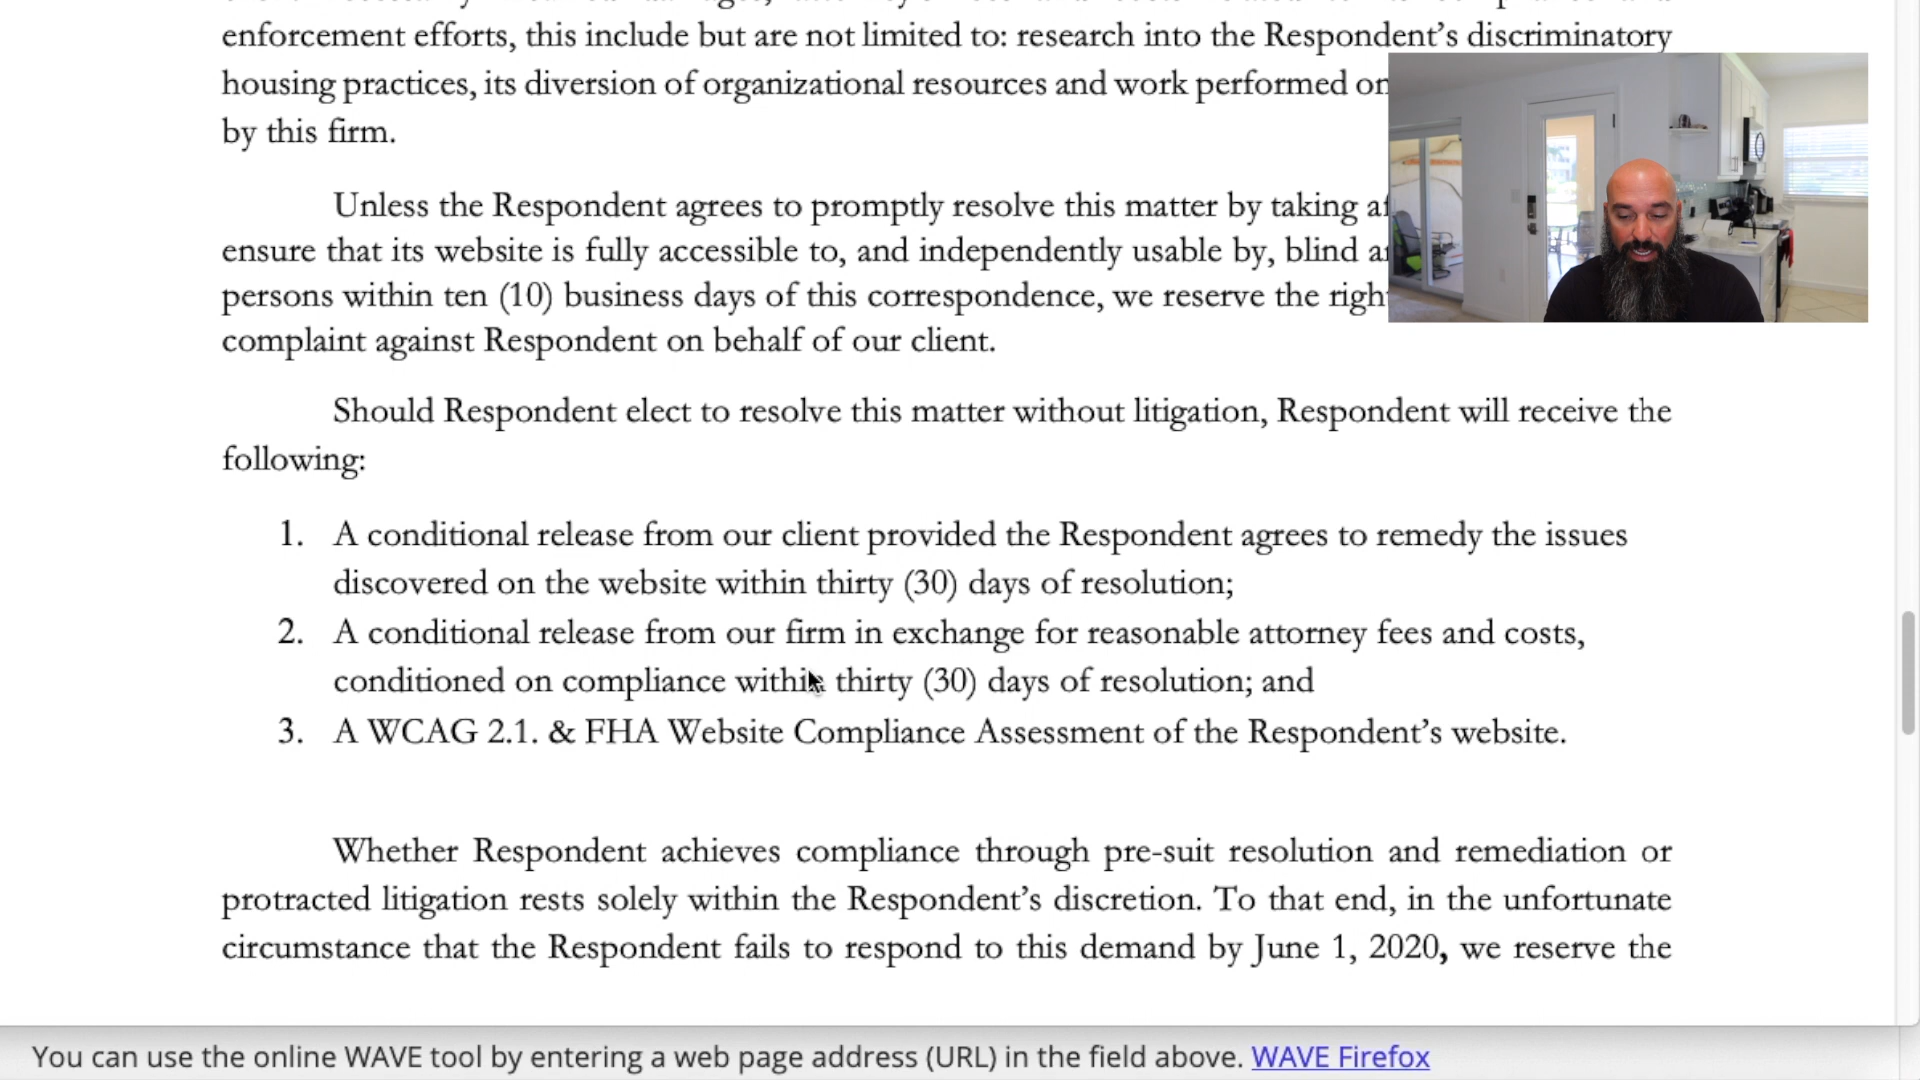 enforcement efforts, this include but are not limited to: research into the Respondent’s discriminatory
housing practices, its diversion of organizational resources and work performed on
by this firm.
Unless the Respondent agrees to promptly resolve this matter by taking
ensure that its website is fully accessible to, and independently usable by, blind
persons within ten (10) business days of this correspondence, we reserve the
complaint against Respondent on behalf of our client.
Should Respondent elect to resolve this matter without litigation, Respondent will receive the
following:
1. A conditional release from our client provided the Respondent agrees to remedy the issues
discovered on the website within thirty (30) days of resolution;
2. A conditional release from our firm in exchange for reasonable attorney fees and costs,
conditioned on compliance within thirty (30) days of resolution; and
3. A WCAG 2.1. & FHA Website Compliance Assessment of the Respondent’s website.
Whether Respondent achieves compliance through pre-suit resolution and remediation or
protracted litigation rests solely within the Respondent’s discretion. To that end, in the unfortunate
circumstance that the Respondent fails to respond to this demand by June 1, 2020, we reserve the
You can use the online WAVE tool by entering a web page address (URL) in the field above. WAVE Firefox